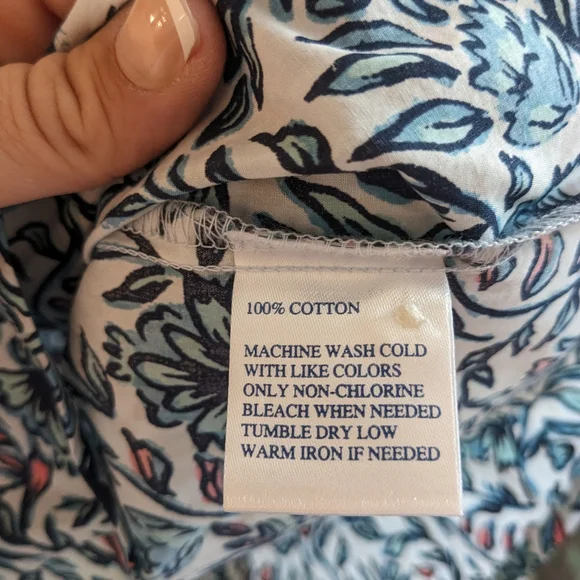 100% COTTON
MACHINE WASH COLD
WITH LIKE COLORS
ONLY NON-CHLORINE
BLEACH WHEN NEEDED
TUMBLE DRY LOW
WARM IRON IF NEEDED